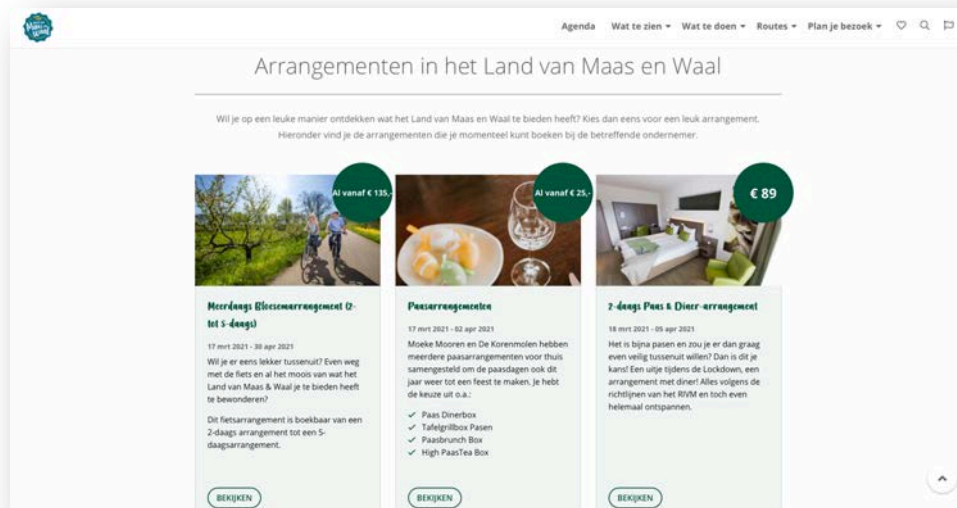 Maas en
Waal
Agenda Wat te zien Wat te doen Routes Plan je bezoek
Arrangementen in het Land van Maas en Waal
Wil je op een leuke manier ontdekken wat het Land van Maas en Waal te bieden heeft? Kies dan eens voor een leuk arrangement.
Hieronder vind je de arrangementen die je momenteel kunt boeken bij de betreffende ondernemer.
Al vanaf € 135,-
Meerdaags Bloesemarrangement (2-
tot 5-daags)
17 mrt 2021 - 30 apr 2021
Wil je er eens lekker tussenuit? Even weg
met de fiets en al het moois van wat het
Land van Maas & Waal je te bieden heeft
te bewonderen?
Dit fietsarrangement is boekbaar van een
2-daags arrangement tot een 5-
daagsarrangement.
BEKIJKEN
Al vanaf € 25,-
Paasarrangementen
17 mrt 2021 - 02 apr 2021
Moeke Mooren en De Korenmolen hebben
meerdere paasarrangementen voor thuis
samengesteld om de paasdagen ook dit
jaar weer tot een feest te maken. Je hebt
de keuze uit o.a.:
Paas Dinerbox
Tafelgrillbox Pasen
Paasbrunch Box
High PaasTea Box
BEKIJKEN
€ 89
2-daags Paas & Diner-arrangement
18 mrt 2021 - 05 apr 2021
Het is bijna pasen en zou je er dan graag
even veilig tussenuit willen? Dan is dit je
kans! Een uitje tijdens de Lockdown, een
arrangement met diner! Alles volgens de
richtlijnen van het RIVM en toch even
helemaal ontspannen.
BEKIJKEN